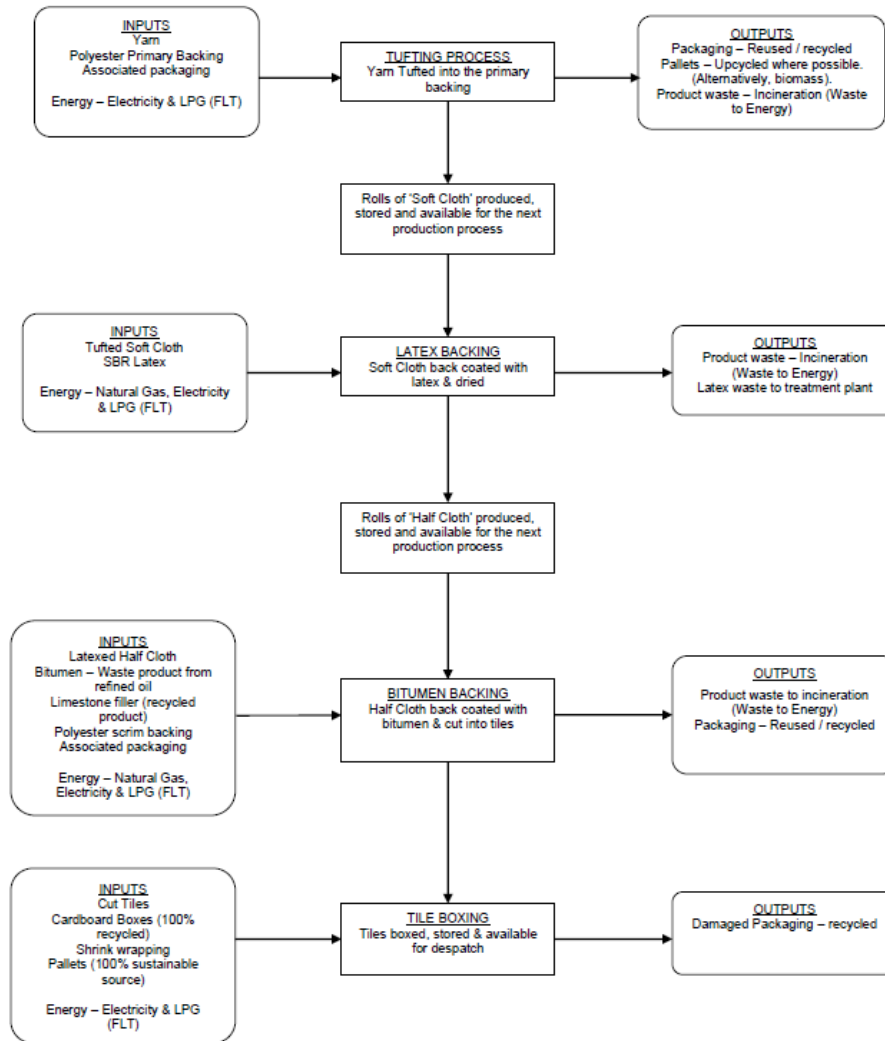 INPUTS
Yarn
Polyester Primary Backing
Associated packaging
Energy – Electricity & LPG (FLT)
TUFTING PROCESS
Yarn Tufted into the primary
backing
OUTPUTS
Packaging – Reused / recycled
Pallets – Upcycled where possible.
(Alternatively, biomass).
Product waste – Incineration (Waste
to Energy)
Rolls of 'Soft Cloth' produced,
stored and available for the next
production process
INPUTS
Tufted Soft Cloth
SBR Latex
Energy – Natural Gas, Electricity
& LPG (FLT)
LATEX BACKING
Soft Cloth back coated with
latex & dried
OUTPUTS
Product waste – Incineration
(Waste to Energy)
Latex waste to treatment plant
Rolls of 'Half Cloth' produced,
stored and available for the next
production process
INPUTS
Latexed Half Cloth
Bitumen – Waste product from
refined oil
Limestone filler (recycled
product)
Polyester scrim backing
Associated packaging
Energy – Natural Gas,
Electricity & LPG (FLT)
BITUMEN BACKING
Half Cloth back coated with
bitumen & cut into tiles
OUTPUTS
Product waste to incineration
(Waste to Energy)
Packaging – Reused / recycled
INPUTS
Cut Tiles
Cardboard Boxes (100%
recycled)
Shrink wrapping
Pallets (100% sustainable
source)
Energy – Electricity & LPG
(FLT)
TILE BOXING
Tiles boxed, stored & available
for despatch
OUTPUTS
Damaged Packaging – recycled